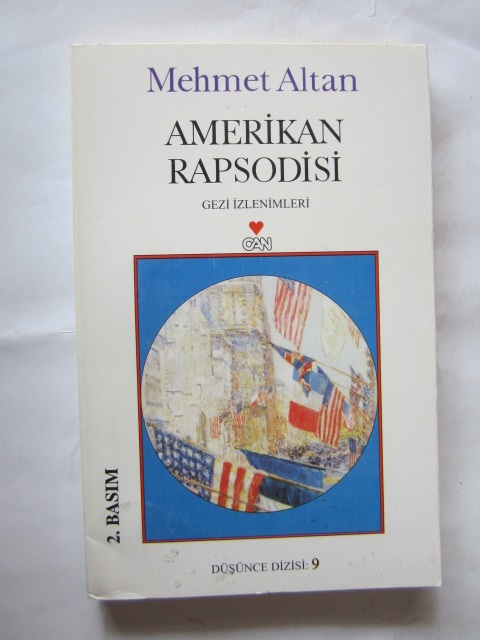 Mehmet Altan
AMERİKAN
RAPSODİSİ
GEZİ İZLENİMLERİ
CAN
2. BASIM
DÜŞÜNCE DİZİSİ: 9